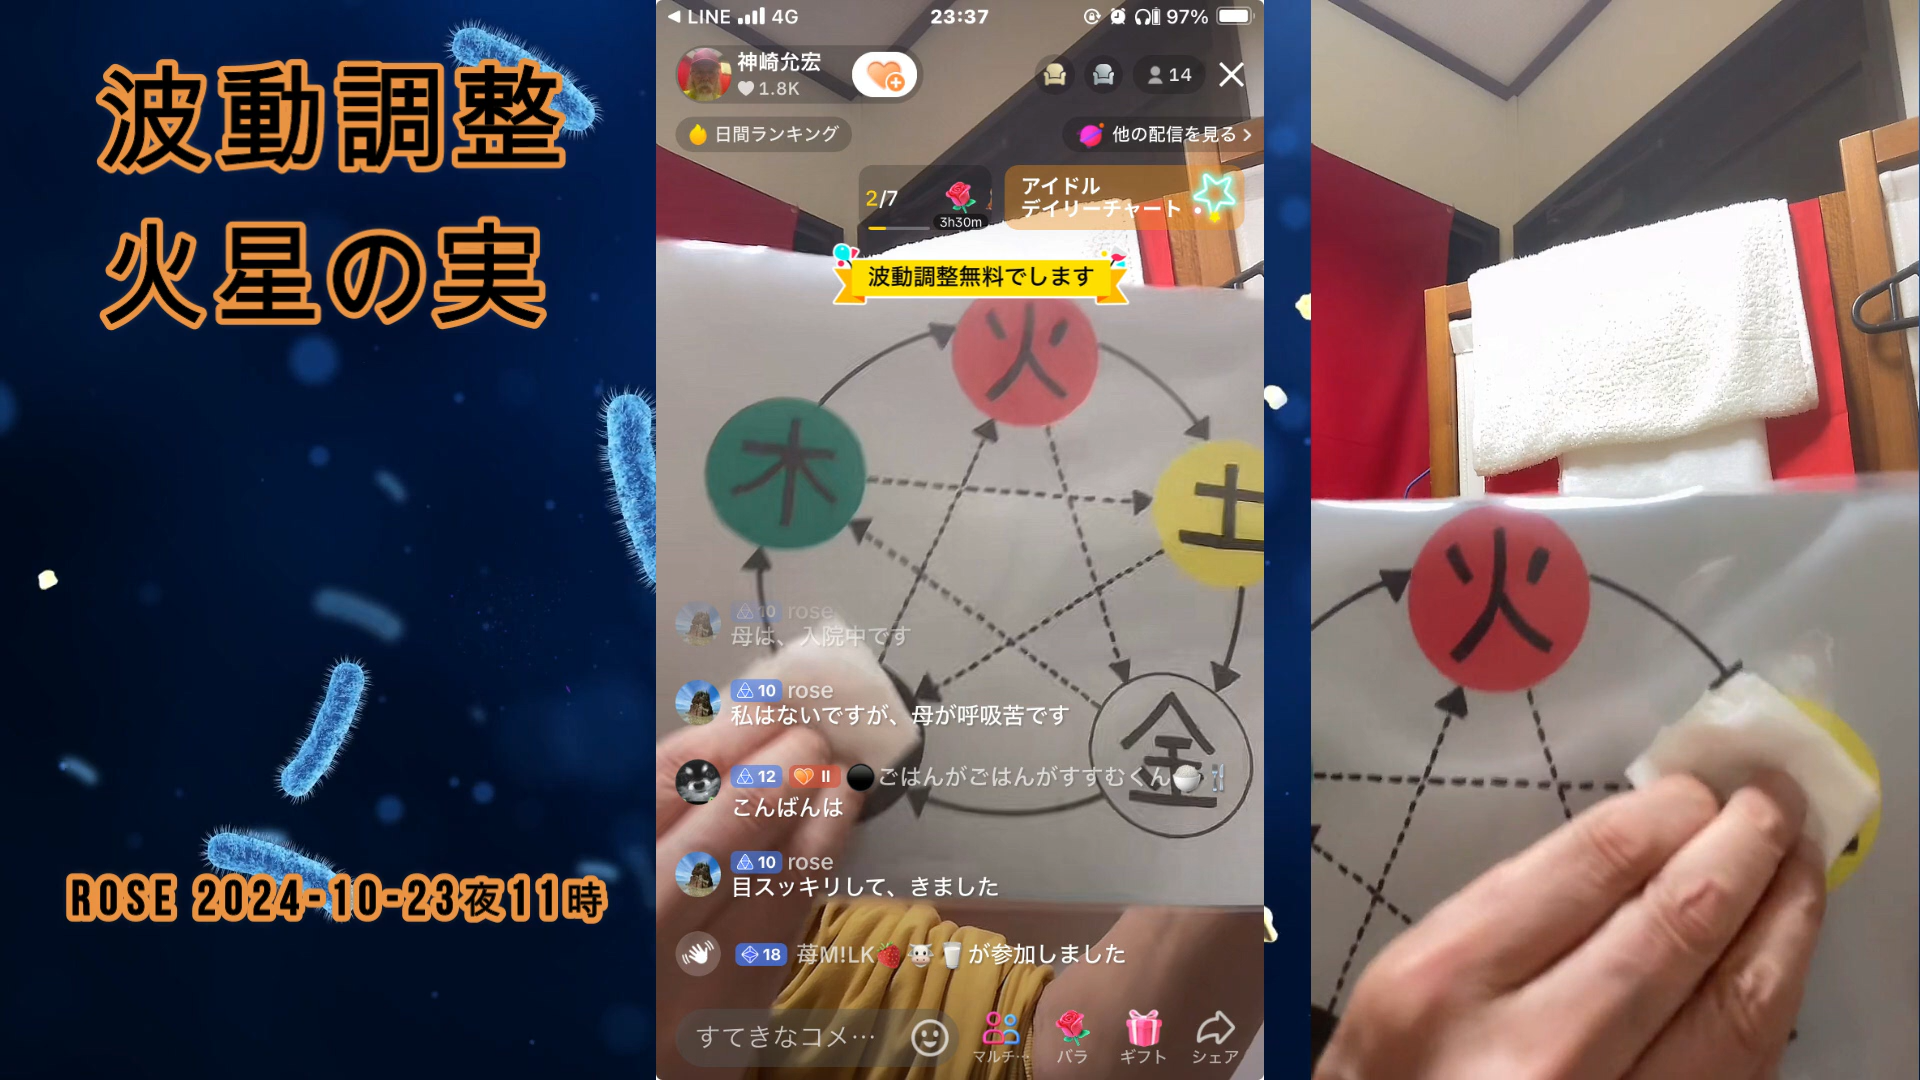 波動調整
火星の実
ROSE 2024-10-23夜11時
LINE 4G 23:37 97%
神崎允宏
1.8K
14
日間ランキング
他の配信を見る
2/7
3h30m
アイドル
デイリーチャート
波動調整無料でします
火
木
土
金
10 rose
母は、入院中です
10 rose
私はないですが、母が呼吸苦です
12 II ごはんがごはんがすすむくん
こんばんは
10 rose
目スッキリして、きました
18 苺M!LKが参加しました
すてきなコメ…
マルチ…
バラ
ギフト
シェア
火